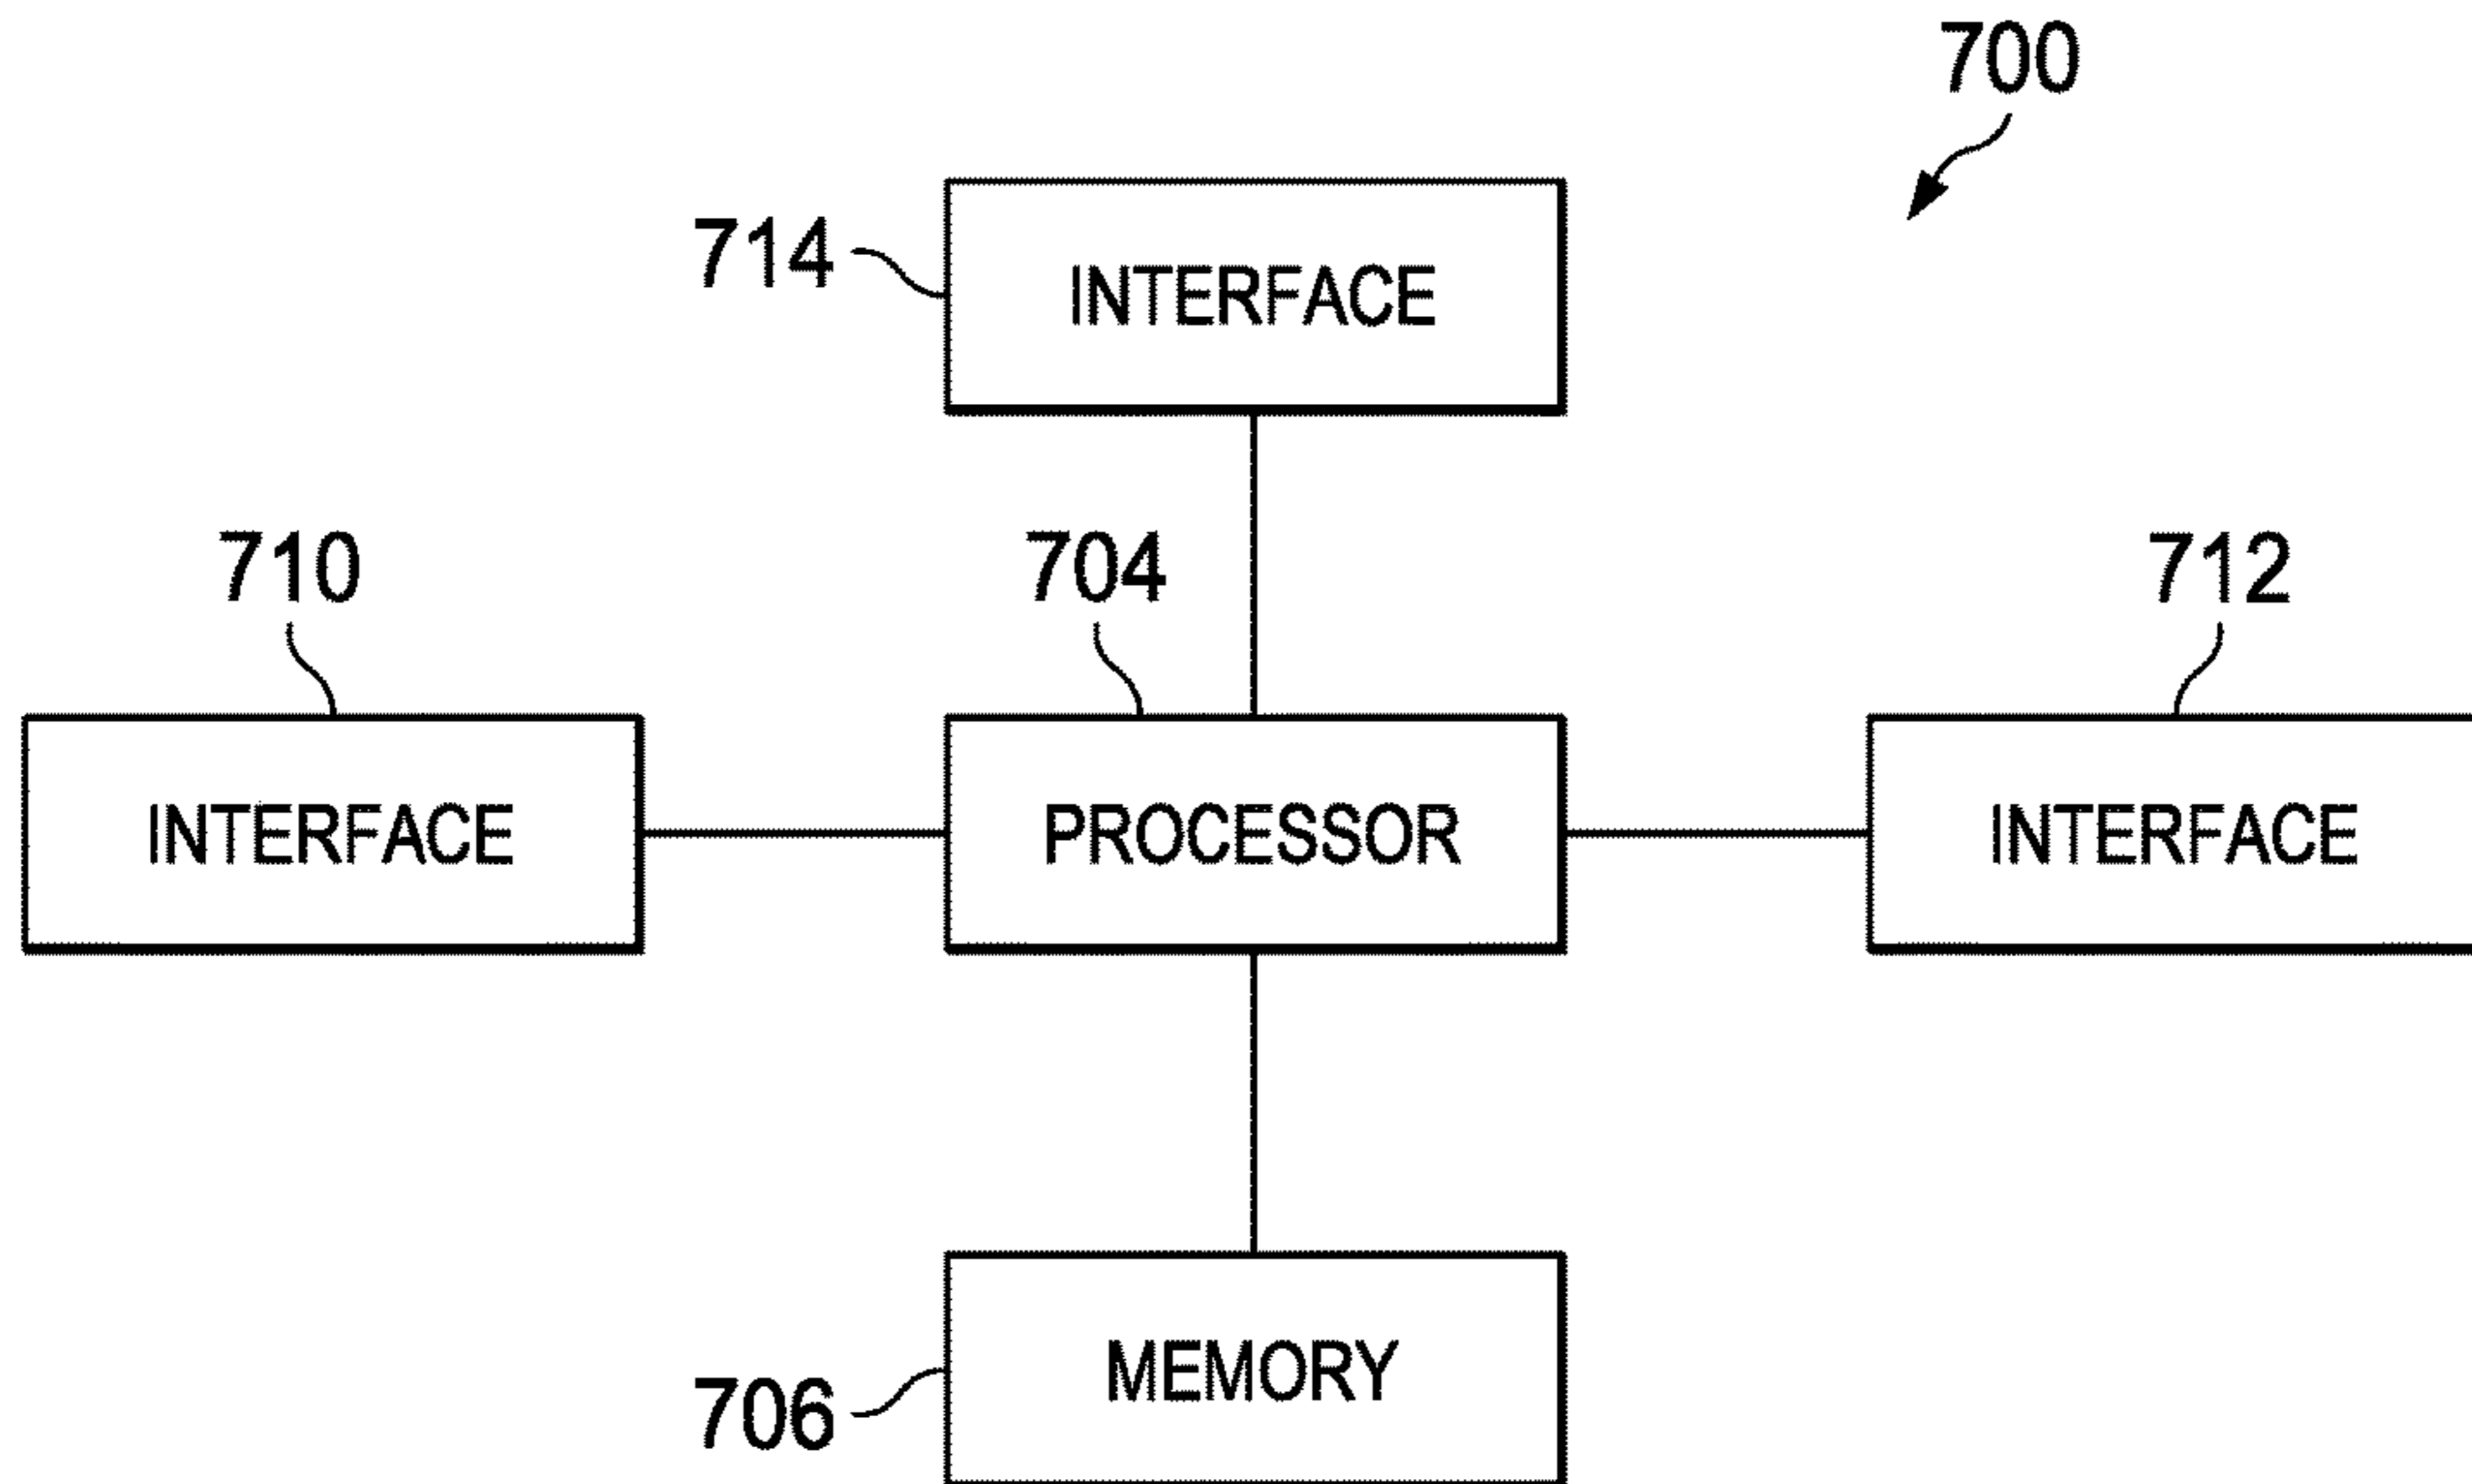 700
714
INTERFACE
710
704
712
INTERFACE
PROCESSOR
INTERFACE
706
MEMORY